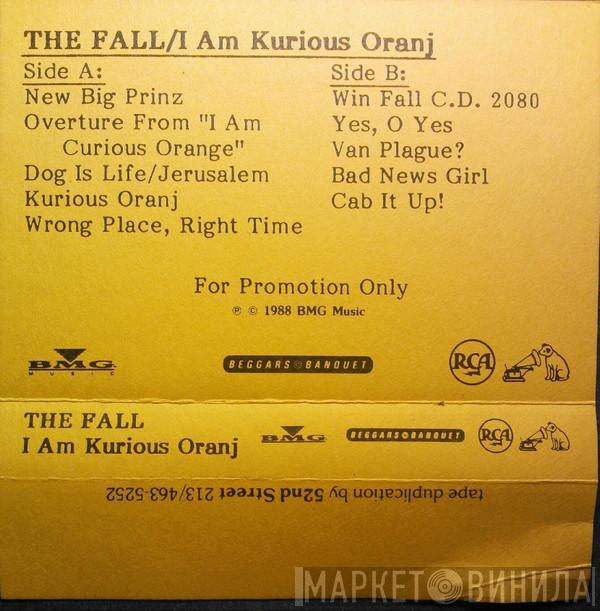 THE FALL/I Am Kurious Oranj
Side A:
New Big Prinz
Overture From "I Am
Curious Orange"
Dog Is Life/Jerusalem
Kurious Oranj
Wrong Place, Right Time
Side B:
Win Fall C.D. 2080
Yes, O Yes
Van Plague?
Bad News Girl
Cab It Up!
For Promotion Only
℗ © 1988 BMG Music
BMG
MUSIC
BEGGARS BANQUET
RCA
THE FALL
I Am Kurious Oranj
BMG
BEGGARS BANQUET
RCA
tape duplication by 52nd Street 213/463-5252
МАРКЕТ ВИНИЛА